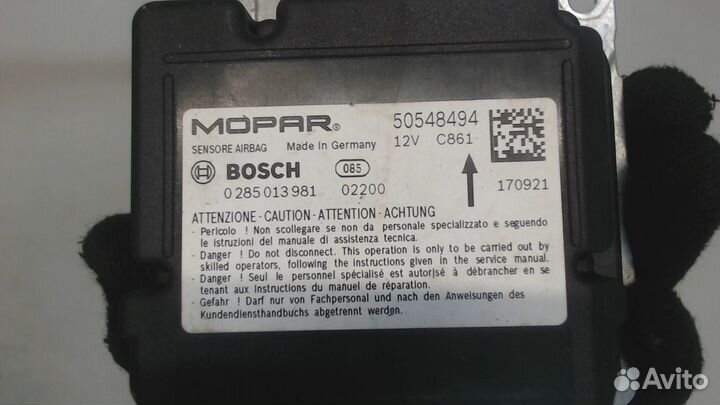 MOPAR®
50548494
SENSORE AIRBAG Made In Germany 12V C861-
BOSCH 085
0 285 013 981 02200 170921
ATTENZIONE - CAUTION - ATTENTION - ACHTUNG
- Pericolo ! Non scollegare se non da personale specializzato e seguendo
le istruzioni del manuale di assistenza tecnica.
- Danger ! Do not disconnect. This operation is only to be carried out by
skilled operators, following the instructions given in the service manual.
- Danger ! Seul le personnel spécialisé est autorisé à débrancher en se
tenant aux instructions du manuel de réparation.
- Gefahr ! Darf nur von Fachpersonal und nach den Anweisungen des
Kundendiensthandbuchs abgetrennt werden.
Avito